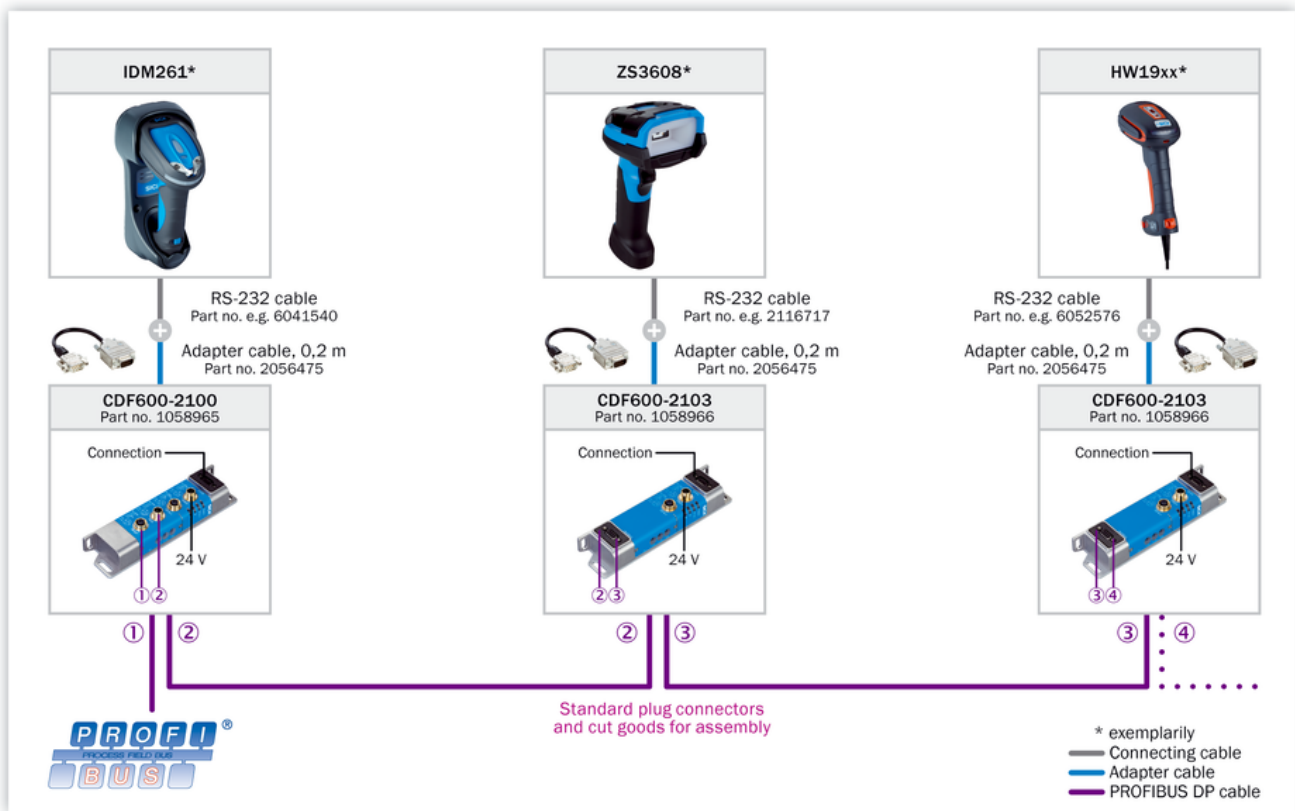 IDM261*
ZS3608*
HW19xx*
RS-232 cable
Part no. e.g. 6041540
Adapter cable, 0,2 m
Part no. 2056475
RS-232 cable
Part no. e.g. 2116717
Adapter cable, 0,2 m
Part no. 2056475
RS-232 cable
Part no. e.g. 6052576
Adapter cable, 0,2 m
Part no. 2056475
CDF600-2100
Part no. 1058965
Connection
24 V
①②
CDF600-2103
Part no. 1058966
Connection
24 V
②③
CDF600-2103
Part no. 1058966
Connection
24 V
③④
① ②
② ③
③ ④
Standard plug connectors
and cut goods for assembly
PROFI®
PROCESS FIELD BUS
BUS
* exemplarily
Connecting cable
Adapter cable
PROFIBUS DP cable